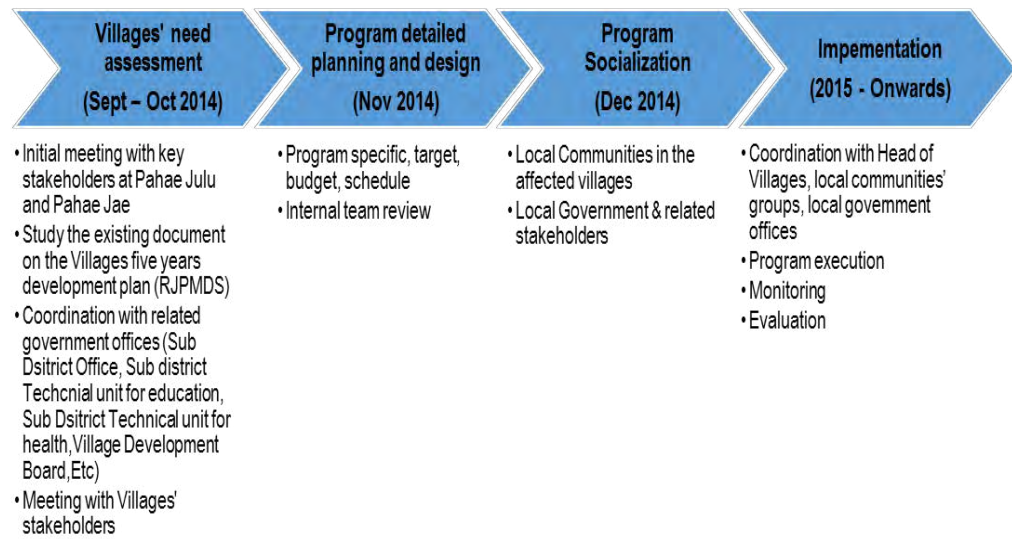 Villages' need
assessment
(Sept – Oct 2014)
• Initial meeting with key
stakeholders at Pahae Julu
and Pahae Jae
• Study the existing document
on the Villages five years
development plan (RJPMDS)
• Coordination with related
government offices (Sub
Dsitrict Office, Sub district
Techcnial unit for education,
Sub Dsitrict Technical unit for
health,Village Development
Board,Etc)
• Meeting with Villages'
stakeholders
Program detailed
planning and design
(Nov 2014)
• Program specific, target,
budget, schedule
• Internal team review
Program
Socialization
(Dec 2014)
• Local Communities in the
affected villages
• Local Government & related
stakeholders
Impementation
(2015 - Onwards)
• Coordination with Head of
Villages, local communities'
groups, local government
offices
• Program execution
• Monitoring
• Evaluation